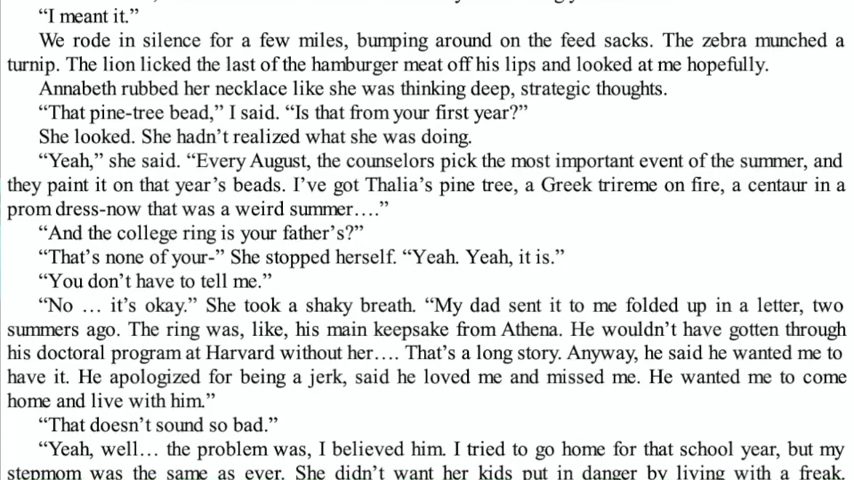 “I meant it.”
We rode in silence for a few miles, bumping around on the feed sacks. The zebra munched a
turnip. The lion licked the last of the hamburger meat off his lips and looked at me hopefully.
Annabeth rubbed her necklace like she was thinking deep, strategic thoughts.
“That pine-tree bead,” I said. “Is that from your first year?”
She looked. She hadn’t realized what she was doing.
“Yeah,” she said. “Every August, the counselors pick the most important event of the summer, and
they paint it on that year’s beads. I’ve got Thalia’s pine tree, a Greek trireme on fire, a centaur in a
prom dress-now that was a weird summer….”
“And the college ring is your father’s?”
“That’s none of your-” She stopped herself. “Yeah. Yeah, it is.”
“You don’t have to tell me.”
“No … it’s okay.” She took a shaky breath. “My dad sent it to me folded up in a letter, two
summers ago. The ring was, like, his main keepsake from Athena. He wouldn’t have gotten through
his doctoral program at Harvard without her…. That’s a long story. Anyway, he said he wanted me to
have it. He apologized for being a jerk, said he loved me and missed me. He wanted me to come
home and live with him.”
“That doesn’t sound so bad.”
“Yeah, well… the problem was, I believed him. I tried to go home for that school year, but my
stepmom was the same as ever. She didn’t want her kids put in danger by living with a freak.